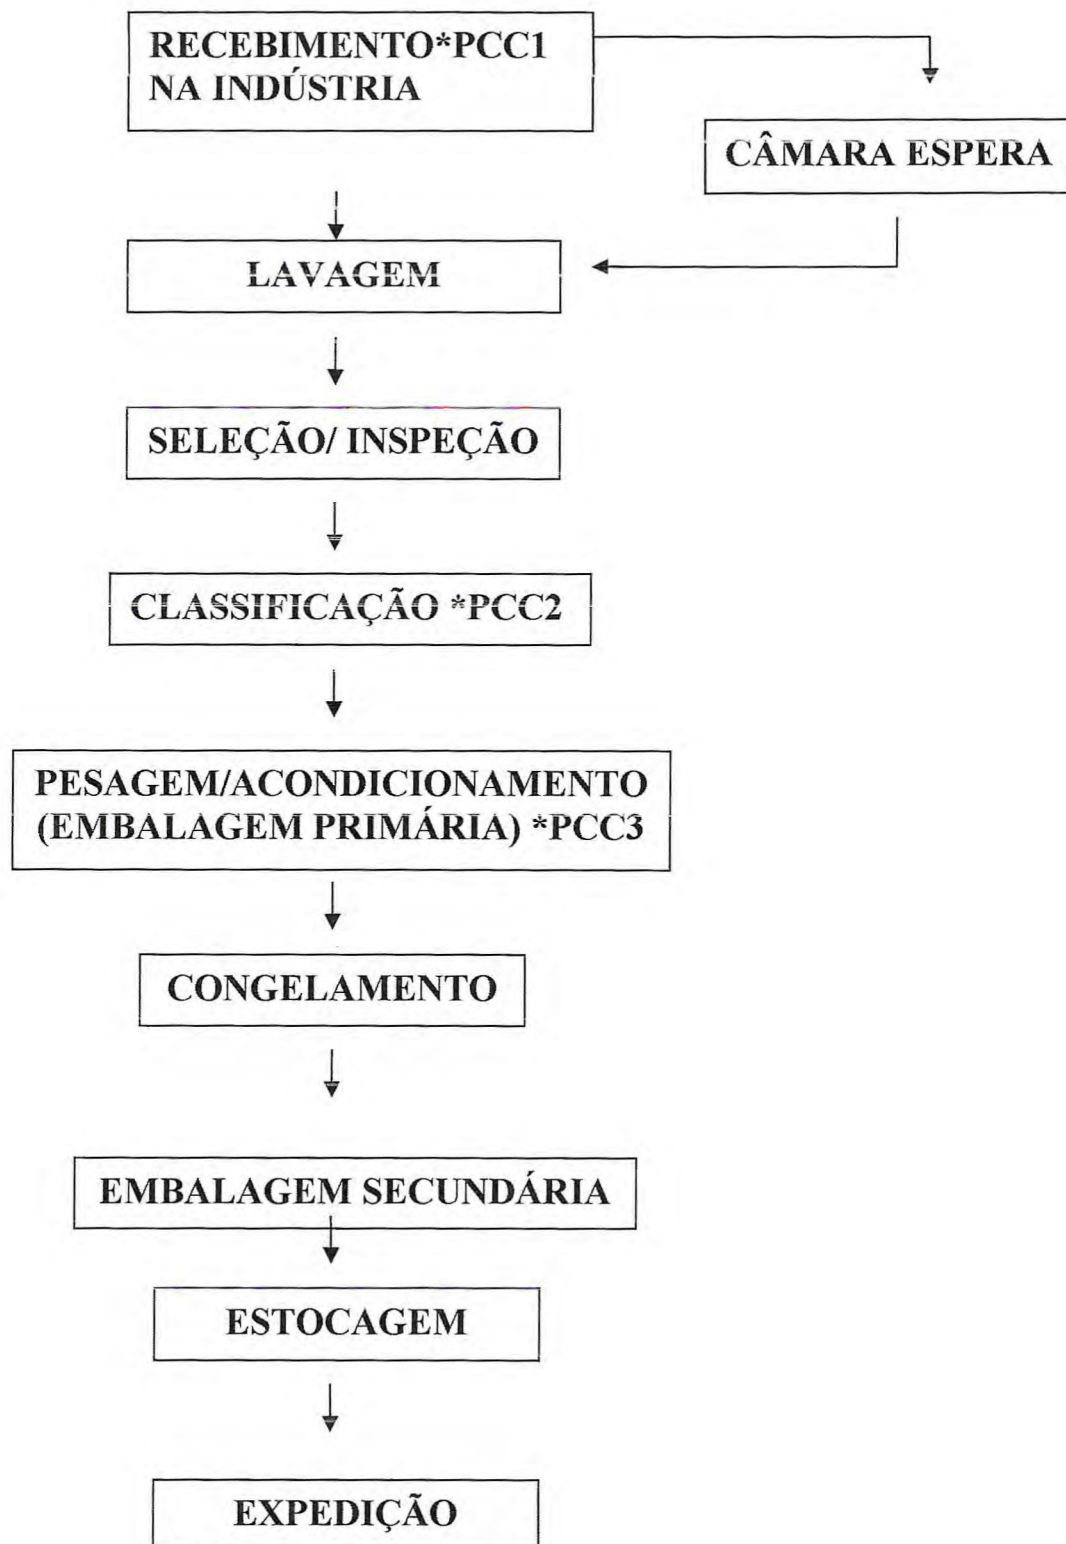 RECEBIMENTO*PCC1
NA INDÚSTRIA
CÂMARA ESPERA
LAVAGEM
SELEÇÃO/ INSPEÇÃO
CLASSIFICAÇÃO *PCC2
PESAGEM/ACONDICIONAMENTO
(EMBALAGEM PRIMÁRIA) *PCC3
CONGELAMENTO
EMBALAGEM SECUNDÁRIA
ESTOCAGEM
EXPEDIÇÃO